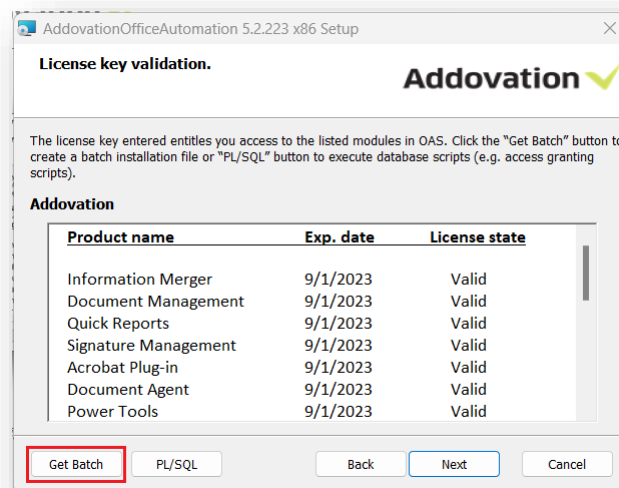 AddovationOfficeAutomation 5.2.223 x86 Setup
License key validation.
Addovation
The license key entered entitles you access to the listed modules in OAS. Click the “Get Batch” button to
create a batch installation file or “PL/SQL” button to execute database scripts (e.g. access granting
scripts).
Addovation
Product name Exp. date License state
Information Merger 9/1/2023 Valid
Document Management 9/1/2023 Valid
Quick Reports 9/1/2023 Valid
Signature Management 9/1/2023 Valid
Acrobat Plug-in 9/1/2023 Valid
Document Agent 9/1/2023 Valid
Power Tools 9/1/2023 Valid
Get Batch PL/SQL Back Next Cancel